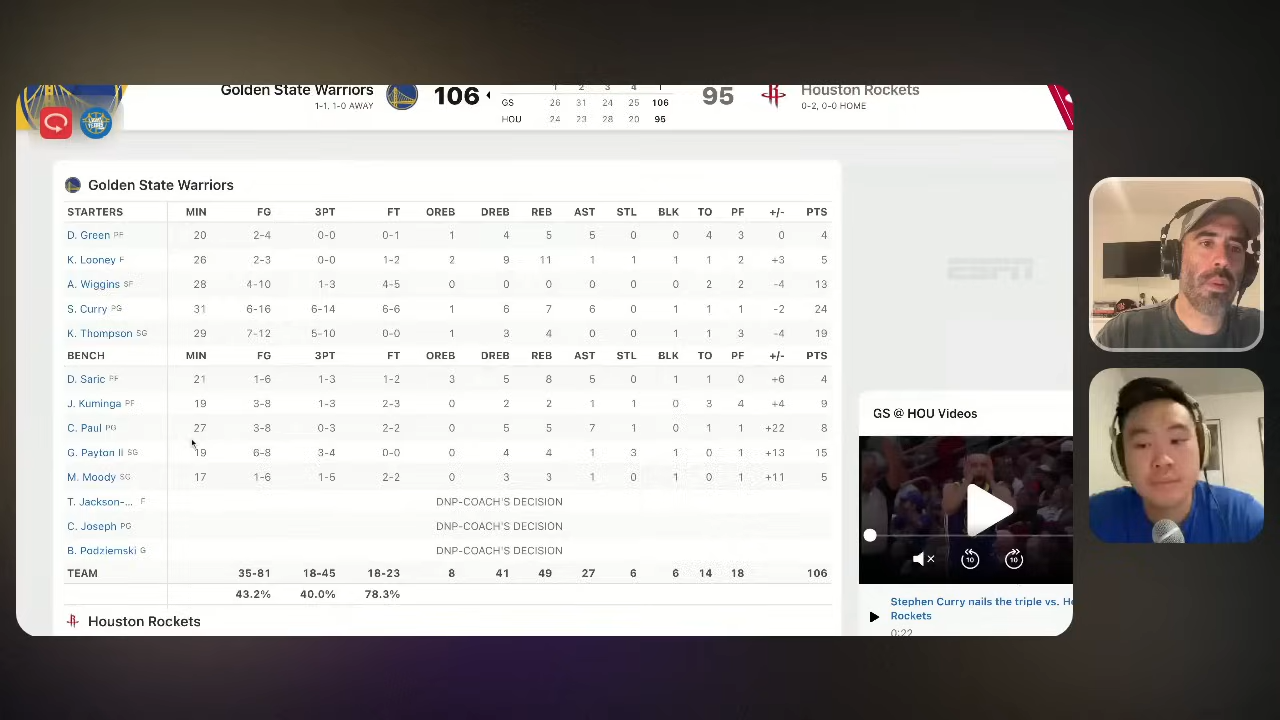 Golden State Warriors 106 1 2 3 4 T 95 Houston Rockets
1-1, 1-0 AWAY GS 26 31 24 25 106 0-2, 0-0 HOME
HOU 24 23 28 20 95
Golden State Warriors
STARTERS MIN FG 3PT FT OREB DREB REB AST STL BLK TO PF +/- PTS
D. Green PF 20 2-4 0-0 0-1 1 4 5 5 0 0 4 3 0 4
K. Looney F 26 2-3 0-0 1-2 2 9 11 1 1 1 1 2 +3 5
A. Wiggins SF 28 4-10 1-3 4-5 0 0 0 1 0 0 2 2 -4 13
S. Curry PG 31 6-16 6-14 6-6 1 6 7 6 0 1 1 1 -2 24
K. Thompson SG 29 7-12 5-10 0-0 1 3 4 0 0 1 1 3 -4 19
BENCH MIN FG 3PT FT OREB DREB REB AST STL BLK TO PF +/- PTS
D. Saric PF 21 1-6 1-3 1-2 3 5 8 5 0 1 1 0 +6 4
J. Kuminga PF 19 3-8 1-3 2-3 0 2 2 1 1 0 3 4 +4 9
C. Paul PG 27 3-8 0-3 2-2 0 5 5 7 1 0 1 1 +22 8
G. Payton II SG 19 6-8 3-4 0-0 0 4 4 1 3 1 0 1 +13 15
M. Moody SG 17 1-6 1-5 2-2 0 3 3 1 0 1 0 1 +11 5
T. Jackson-... F DNP-COACH'S DECISION
C. Joseph PG DNP-COACH'S DECISION
B. Podziemski G DNP-COACH'S DECISION
TEAM 35-81 18-45 18-23 8 41 49 27 6 6 14 18 106
43.2% 40.0% 78.3%
Houston Rockets
ESPN
GS @ HOU Videos
10 10
Stephen Curry nails the triple vs.
Rockets
0:22